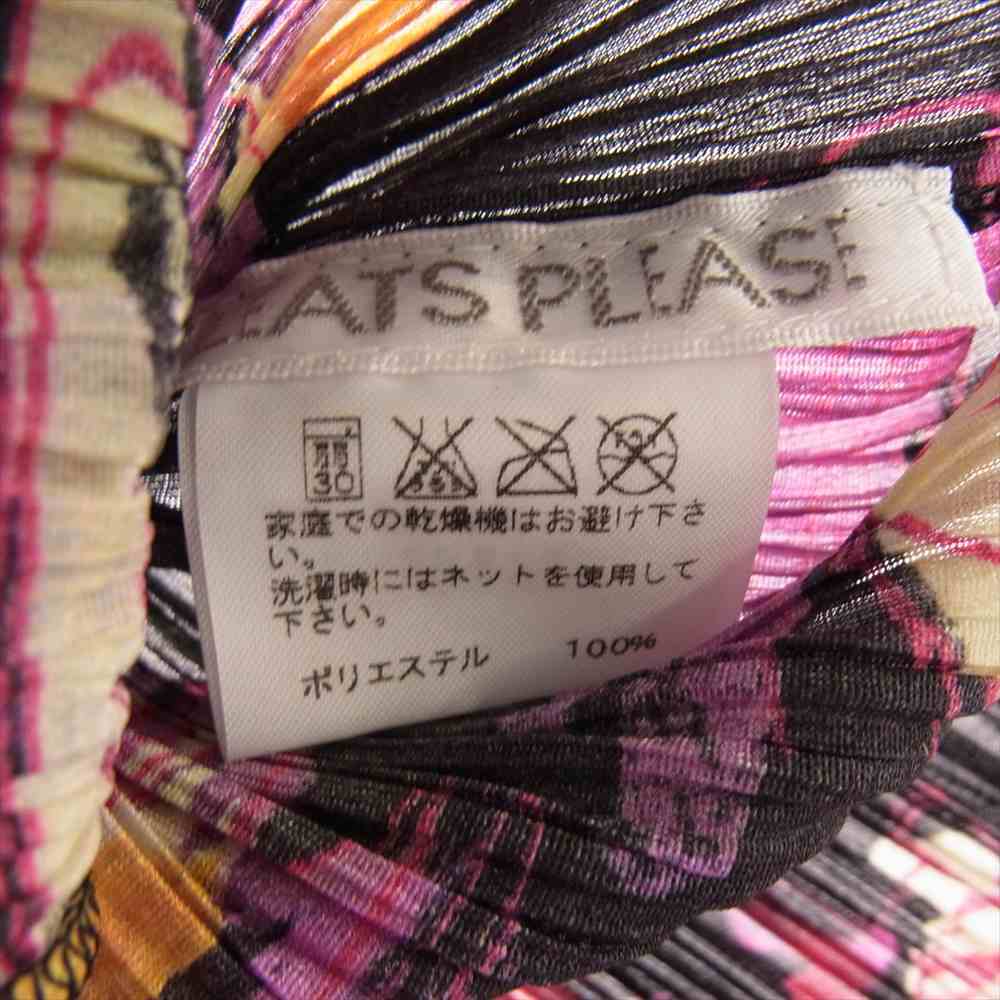 EATS PLEASE
弱
30
家庭での乾燥機はお避け下さ
い。
洗濯時にはネットを使用して
下さい。
ポリエステル 100%